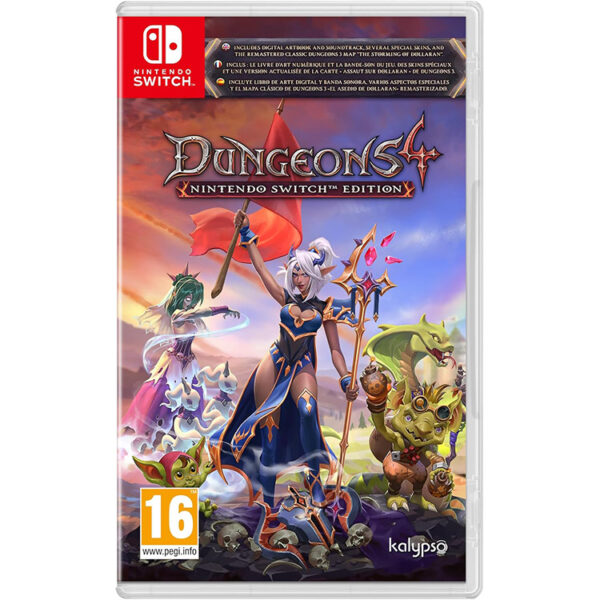 INCLUDES DIGITAL ARTBOOK AND SOUNDTRACK, SEVERAL SPECIAL SKINS, AND
THE REMASTERED CLASSIC DUNGEONS 3 MAP "THE STORMING OF DOLLARAN".
INCLUS : LE LIVRE D'ART NUMÉRIQUE ET LA BANDE-SON DU JEU, DES SKINS SPÉCIAUX
ET UNE VERSION ACTUALISÉE DE LA CARTE « ASSAUT SUR DOLLARAN » DE DUNGEONS 3.
INCLUYE LIBRO DE ARTE DIGITAL Y BANDA SONORA, VARIOS ASPECTOS ESPECIALES
Y EL MAPA CLÁSICO DE DUNGEONS 3 «EL ASEDIO DE DOLLARAN» REMASTERIZADO.
NINTENDO
SWITCH™
DUNGEONS 4
NINTENDO SWITCH™ EDITION
16
www.pegi.info
kalypso